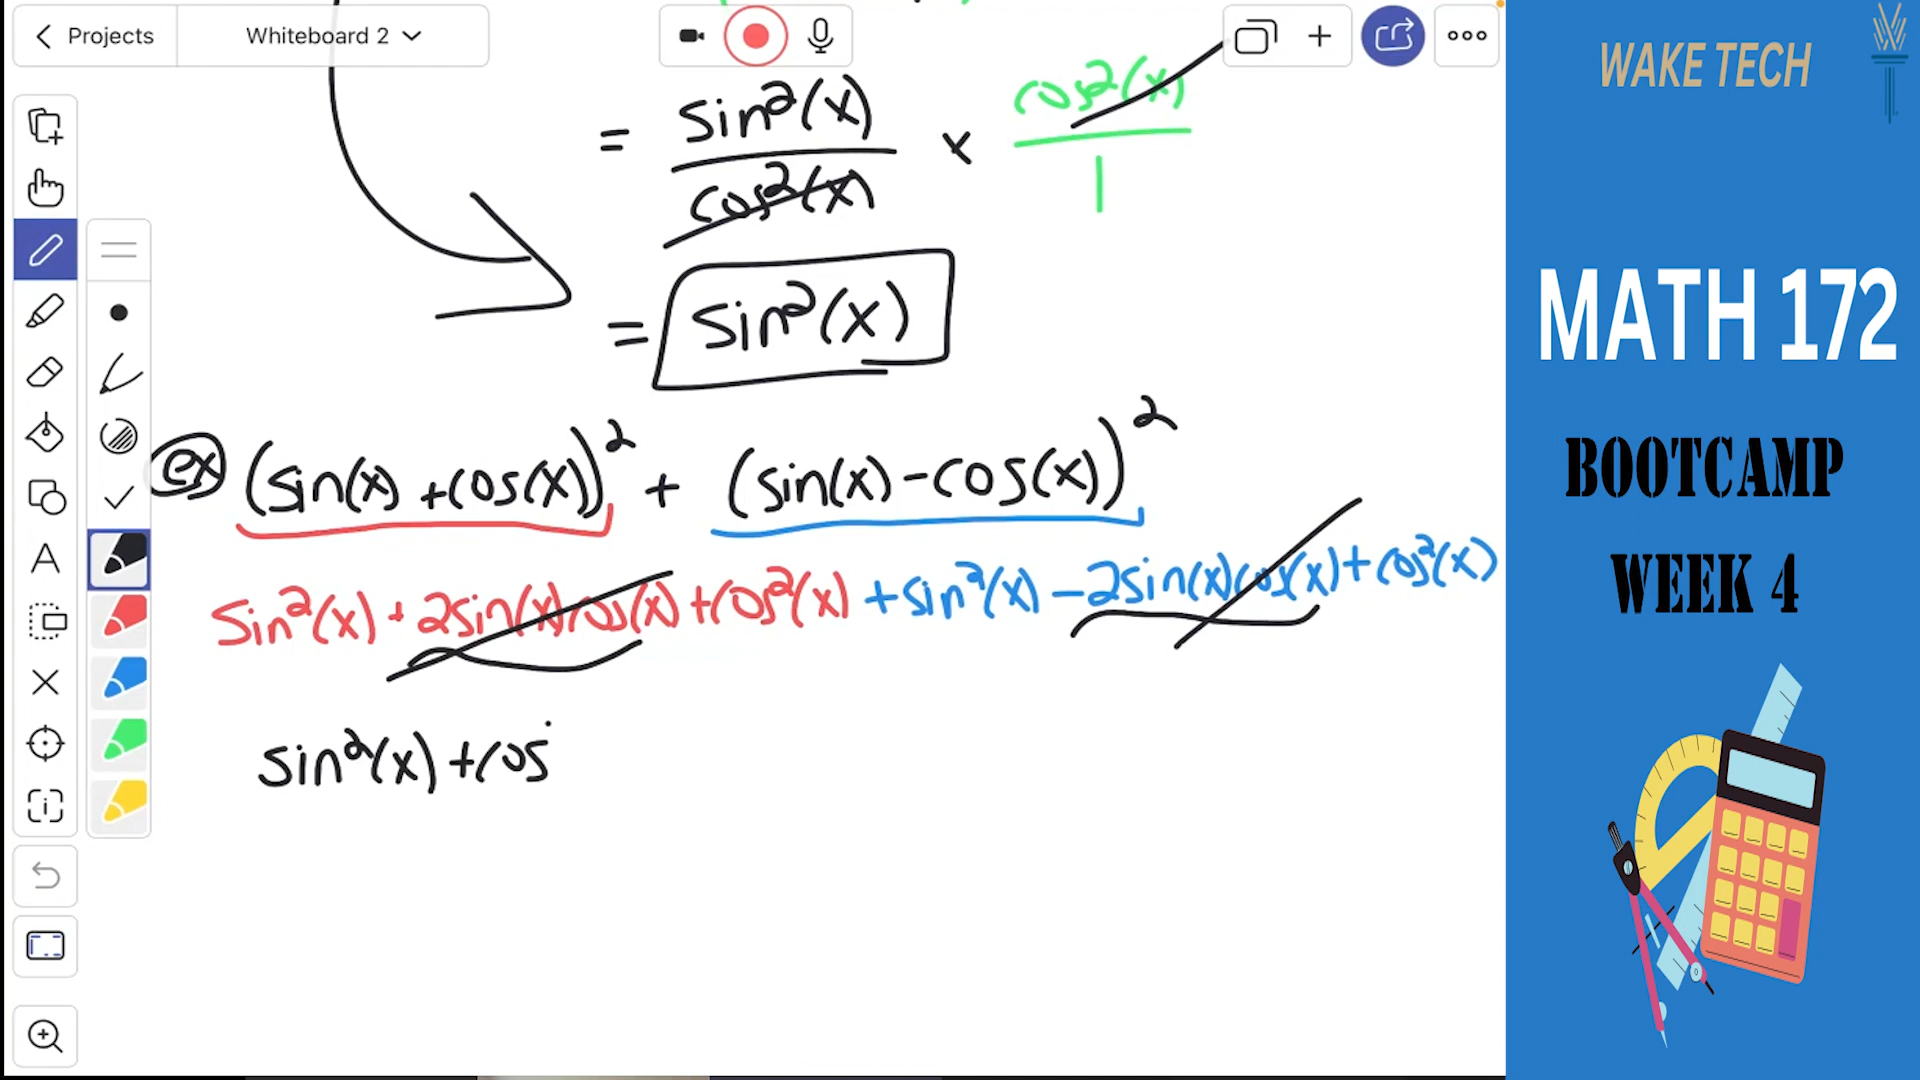 Projects
Whiteboard 2
= sin²(x) / cos²(x) × cos²(x) / 1
= sin²(x)
ex (sin(x) + cos(x))² + (sin(x) - cos(x))²
sin²(x) + 2sin(x)cos(x) + cos²(x) + sin²(x) - 2sin(x)cos(x) + cos²(x)
sin²(x) + cos
WAKE TECH
MATH 172
BOOTCAMP
WEEK 4